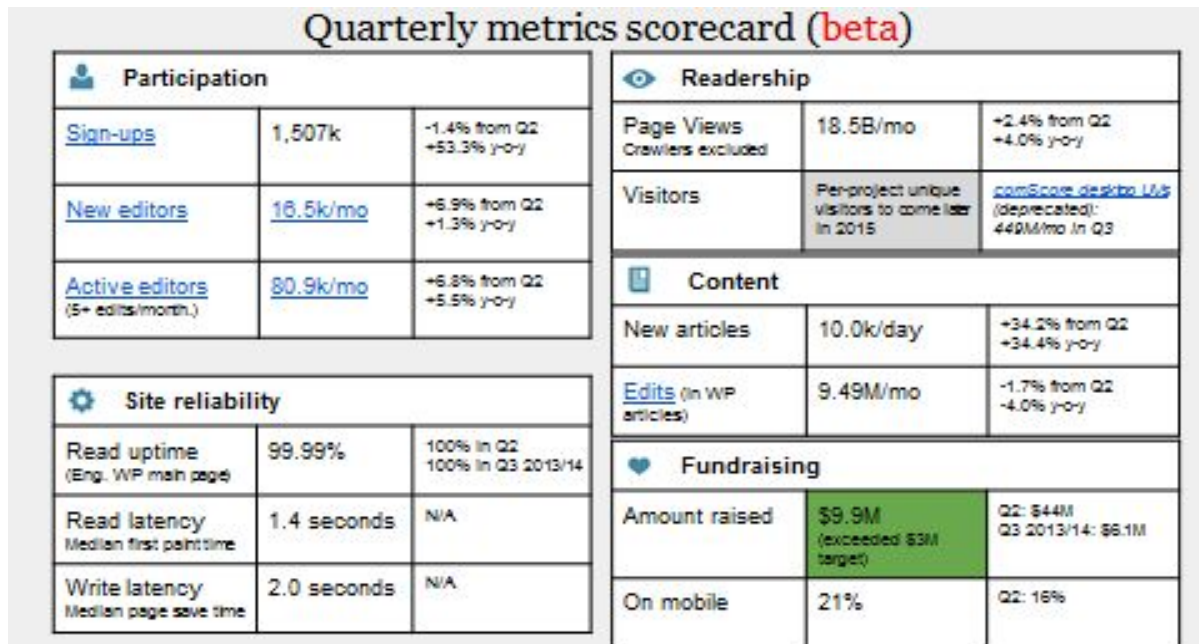 Quarterly metrics scorecard (beta)
Participation
Sign-ups 1,507k -1.4% from Q2
+53.3% y-o-y
New editors 16.5k/mo +6.9% from Q2
+1.3% y-o-y
Active editors 80.9k/mo +6.8% from Q2
(5+ edits/month.) +5.5% y-o-y
Site reliability
Read uptime 99.99% 100% in Q2
(Eng. WP main page) 100% in Q3 2013/14
Read latency 1.4 seconds N/A
Median first paint time
Write latency 2.0 seconds N/A
Median page save time
Readership
Page Views 18.5B/mo +2.4% from Q2
Crawlers excluded +4.0% y-o-y
Visitors Per-project unique comScore desktop UVs
visitors to come later (deprecated):
in 2015 449M/mo in Q3
Content
New articles 10.0k/day +34.2% from Q2
+34.4% y-o-y
Edits (in WP 9.49M/mo -1.7% from Q2
articles) -4.0% y-o-y
Fundraising
Amount raised $9.9M Q2: $44M
(exceeded $3M Q3 2013/14: $6.1M
target)
On mobile 21% Q2: 16%